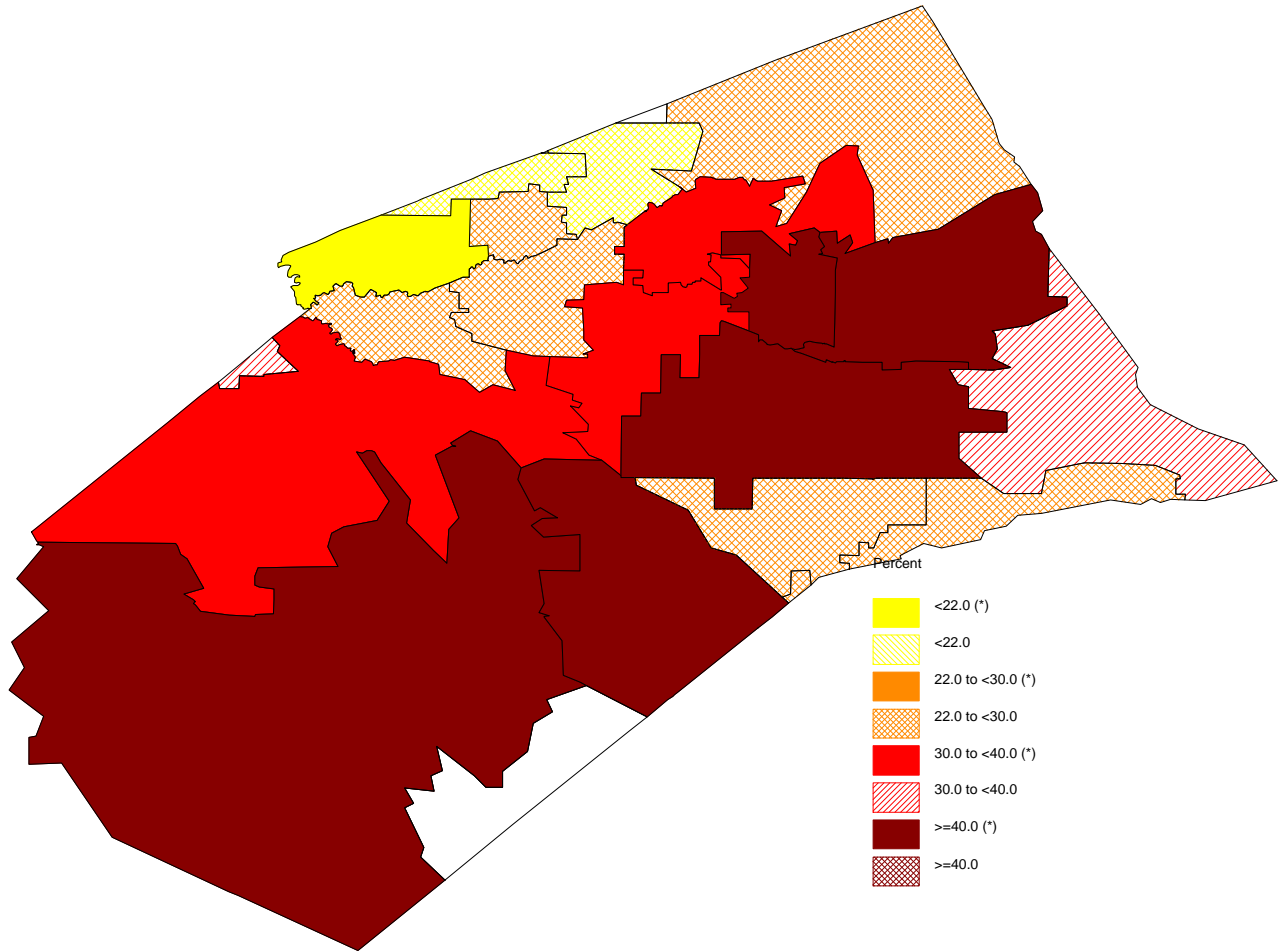 Percent
<22.0 (*)
<22.0
22.0 to <30.0 (*)
22.0 to <30.0
30.0 to <40.0 (*)
30.0 to <40.0
>=40.0 (*)
>=40.0